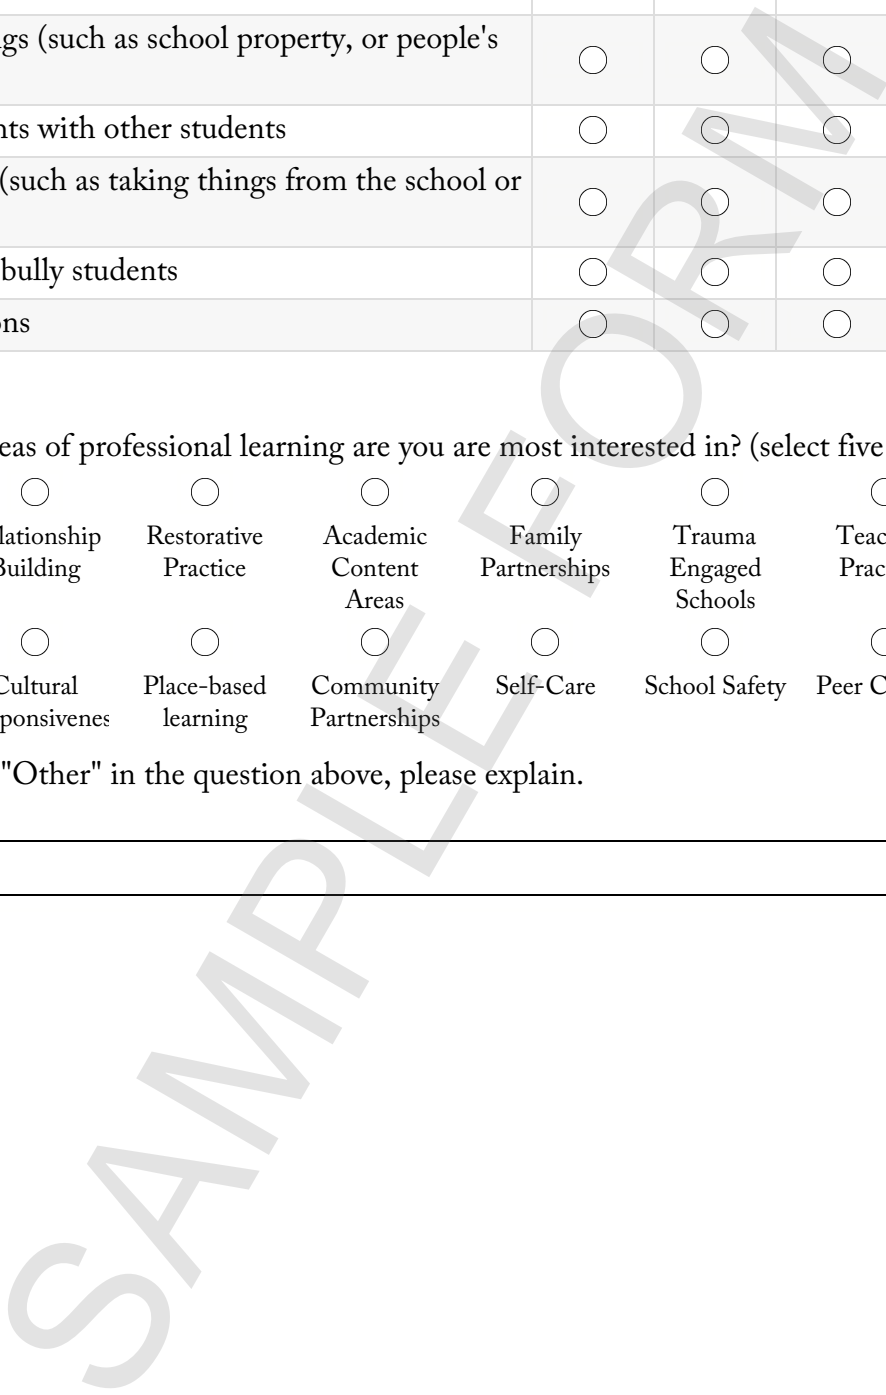 gs (such as school property, or people's
nts with other students
(such as taking things from the school or
bully students
ons
eas of professional learning are you are most interested in? (select five
lationship Restorative Academic Family Trauma Teac
Building Practice Content Partnerships Engaged Prac
Areas Schools
Cultural Place-based Community Self-Care School Safety Peer C
ponsivenes learning Partnerships
"Other" in the question above, please explain.
SAMPLE FORM